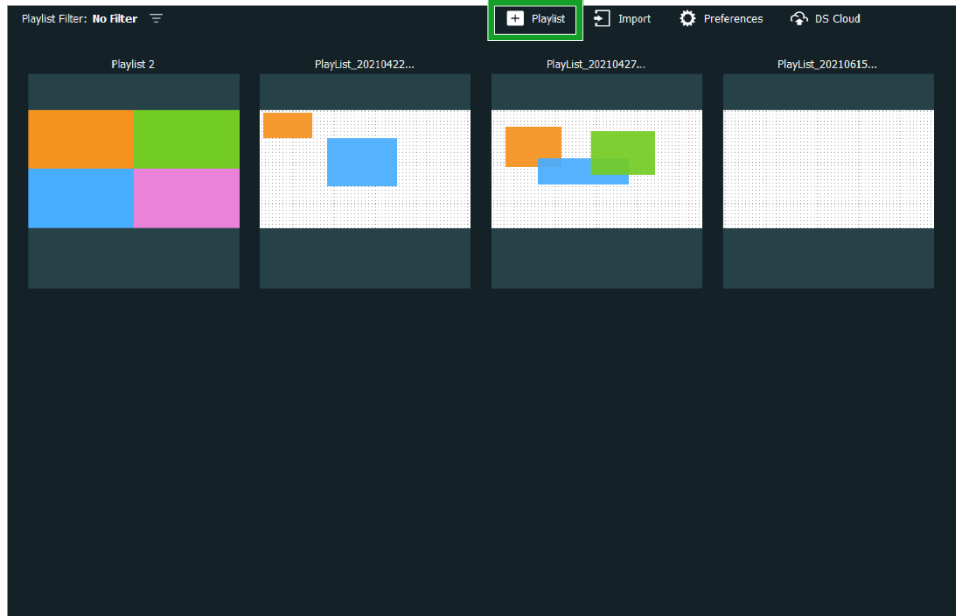 Playlist Filter: No Filter
Playlist
Import
Preferences
DS Cloud
Playlist 2
PlayList_20210422...
PlayList_20210427...
PlayList_20210615...